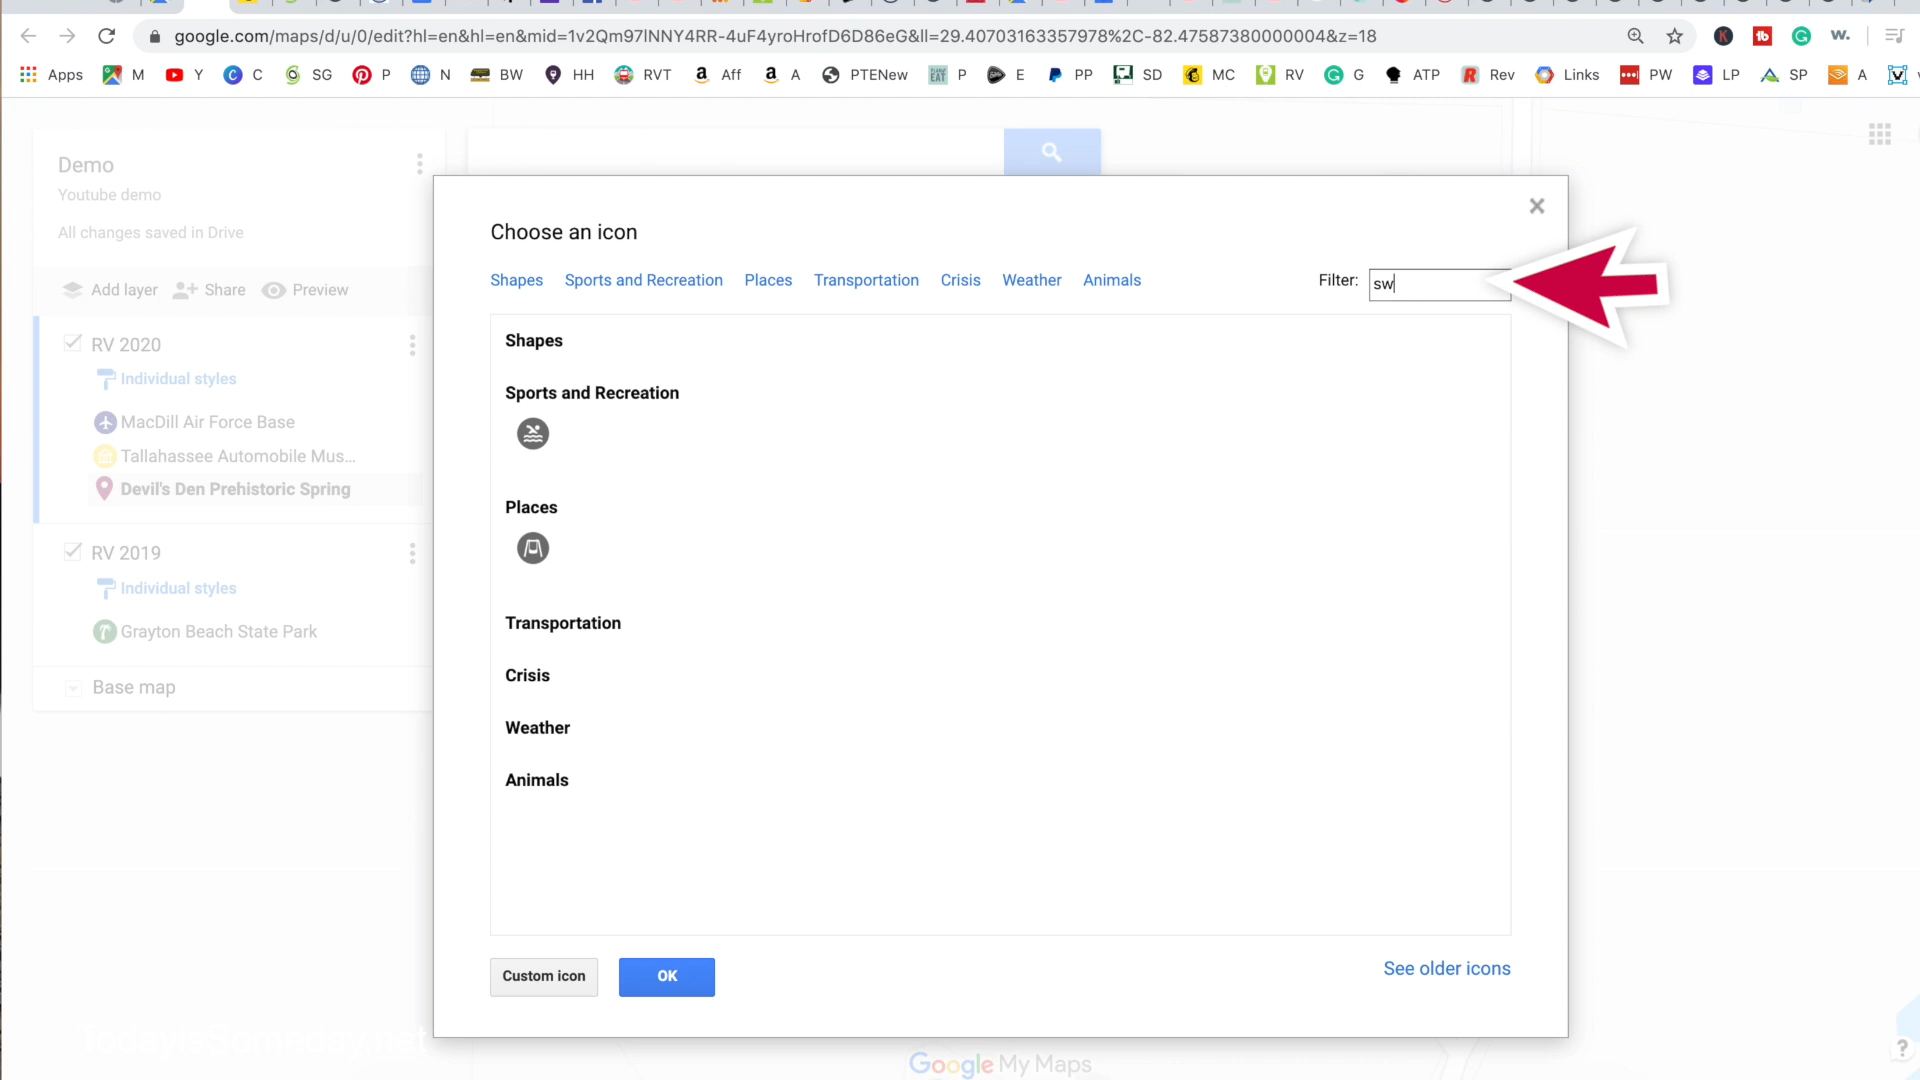 google.com/maps/d/u/0/edit?hl=en&hl=en&mid=1v2Qm97lNNY4RR-4uF4yroHrofD6D86eG&ll=29.40703163357978%2C-82.47587380000004&z=18
Apps M Y C SG P N BW HH RVT Aff A PTENew P E PP SD MC RV G ATP Rev Links PW LP SP A
Demo
Youtube demo
All changes saved in Drive
Add layer Share Preview
RV 2020
Individual styles
MacDill Air Force Base
Tallahassee Automobile Mus...
Devil's Den Prehistoric Spring
RV 2019
Individual styles
Grayton Beach State Park
Base map
Choose an icon
Shapes Sports and Recreation Places Transportation Crisis Weather Animals Filter: sw
Shapes
Sports and Recreation
Places
Transportation
Crisis
Weather
Animals
Custom icon OK See older icons
TodayisSomeday.net
Google My Maps